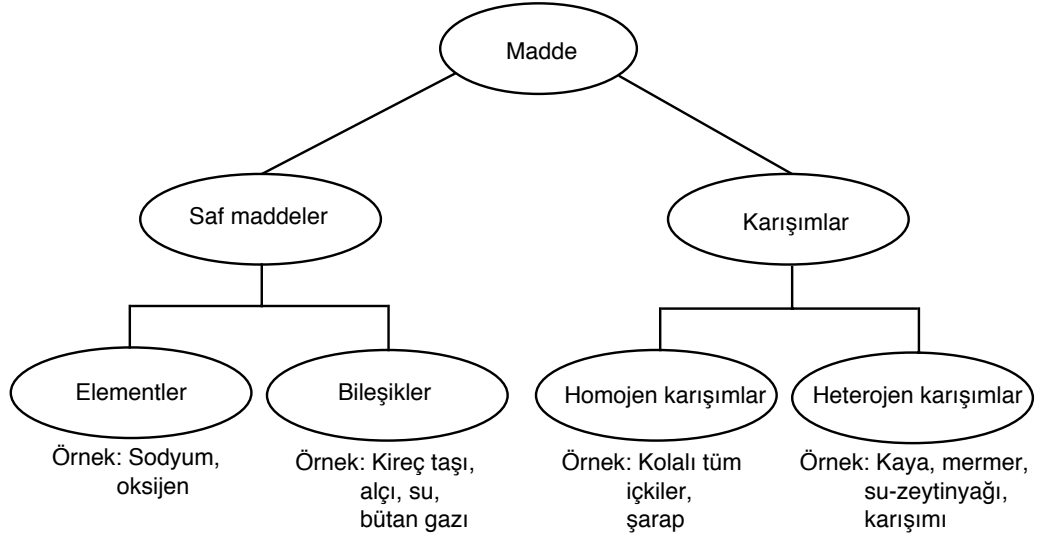 Madde
Saf maddeler
Karışımlar
Elementler
Bileşikler
Homojen karışımlar
Heterojen karışımlar
Örnek: Sodyum,
oksijen
Örnek: Kireç taşı,
alçı, su,
bütan gazı
Örnek: Kolalı tüm
içkiler,
şarap
Örnek: Kaya, mermer,
su-zeytinyağı,
karışımı